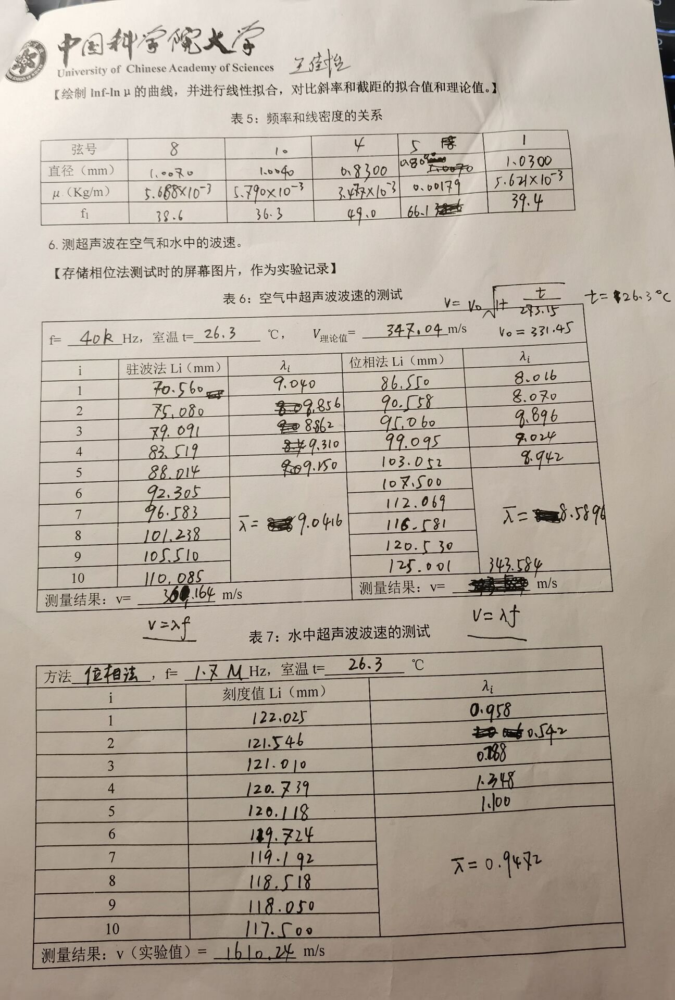 中国科学院大学
University of Chinese Academy of Sciences 王佳怡
【绘制 lnf-ln μ 的曲线，并进行线性拟合，对比斜率和截距的拟合值和理论值。】
表 5：频率和线密度的关系
弦号 8 10 4 5 1
直径（mm） 1.0070 1.0040 0.8300 1.0300
μ（Kg/m） 5.688×10⁻³ 5.790×10⁻³ 3.477×10⁻³ 0.00179 5.621×10⁻³
f₁ 38.6 36.3 49.0 66.1 39.4
6. 测超声波在空气和水中的波速。
【存储相位法测试时的屏幕图片，作为实验记录】
表 6：空气中超声波波速的测试 v= v₀√(1+ t/273.15) t= 26.3℃
f= 40k Hz，室温 t= 26.3 ℃， V理论值= 347.04 m/s v₀=331.45
i 驻波法 Li（mm） λi 位相法 Li（mm） λi
1 70.560 9.040 86.550 8.016
2 75.080 8.856 90.558 8.070
3 79.091 8.862 95.060 8.896
4 83.519 9.310 99.095 9.024
5 88.014 9.150 103.052 8.942
6 92.305 107.500
7 96.583 112.069
λ̄= 9.0416 λ̄= 8.5896
8 101.238 116.581
9 105.510 120.530
10 110.085 125.001 343.584
测量结果：v= .164 m/s 测量结果：v= m/s
v=λf v=λf
表 7：水中超声波波速的测试
方法 位相法 ，f= 1.7 M Hz，室温 t= 26.3 ℃
i 刻度值 Li（mm） λi
1 122.025 0.958
2 121.546 0.542
3 121.010
4 120.739 1.348
5 120.118 1.100
6 119.724
7 119.192 λ̄=0.9472
8 118.518
9 118.050
10 117.500
测量结果：v（实验值）= 1610.24 m/s